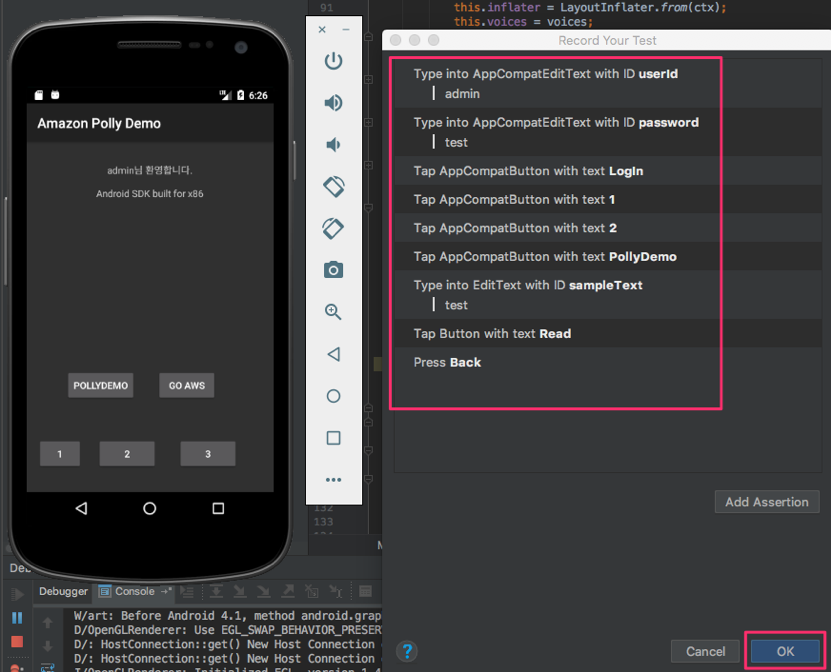 91
this.inflater = LayoutInflater.from(ctx);
this.voices = voices;
6:26
Amazon Polly Demo
admin님 환영합니다.
Android SDK built for x86
POLLYDEMO
GO AWS
1
2
3
Record Your Test
Type into AppCompatEditText with ID userId
admin
Type into AppCompatEditText with ID password
test
Tap AppCompatButton with text LogIn
Tap AppCompatButton with text 1
Tap AppCompatButton with text 2
Tap AppCompatButton with text PollyDemo
Type into EditText with ID sampleText
test
Tap Button with text Read
Press Back
Add Assertion
132
133
Deb
Debugger
Console
W/art: Before Android 4.1, method android.grap
D/OpenGLRenderer: Use EGL_SWAP_BEHAVIOR_PRESER
D/: HostConnection::get() New Host Connection
D/: HostConnection::get() New Host Connection
?
Cancel
OK